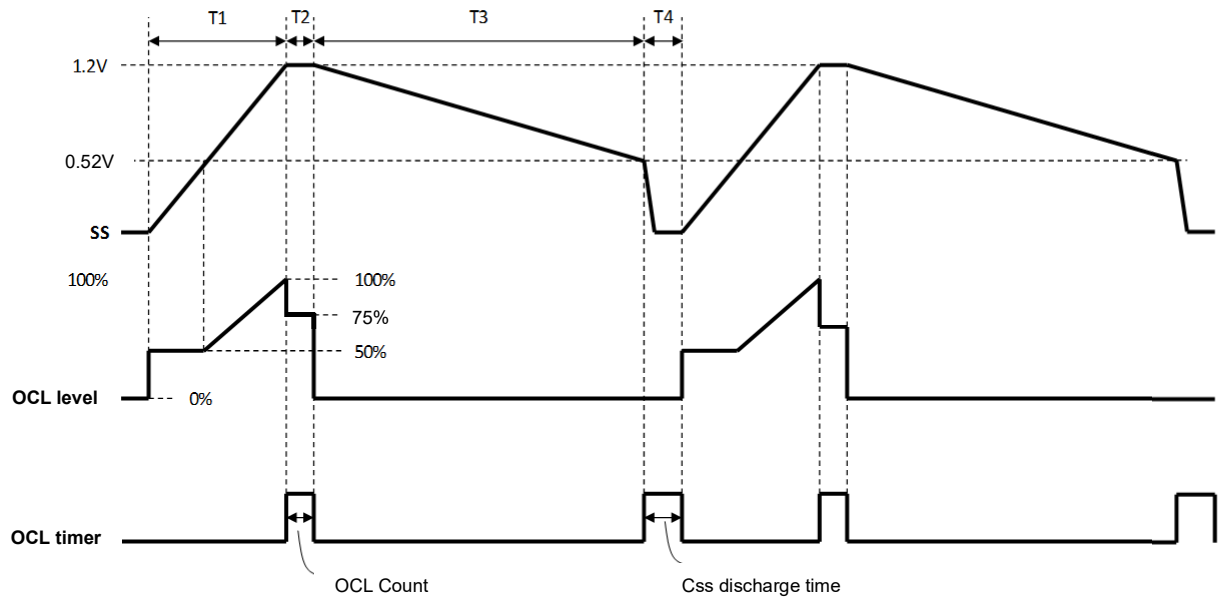 T1 T2 T3 T4
1.2V
0.52V
SS
100% 100%
75%
50%
OCL level 0%
OCL timer
OCL Count Css discharge time